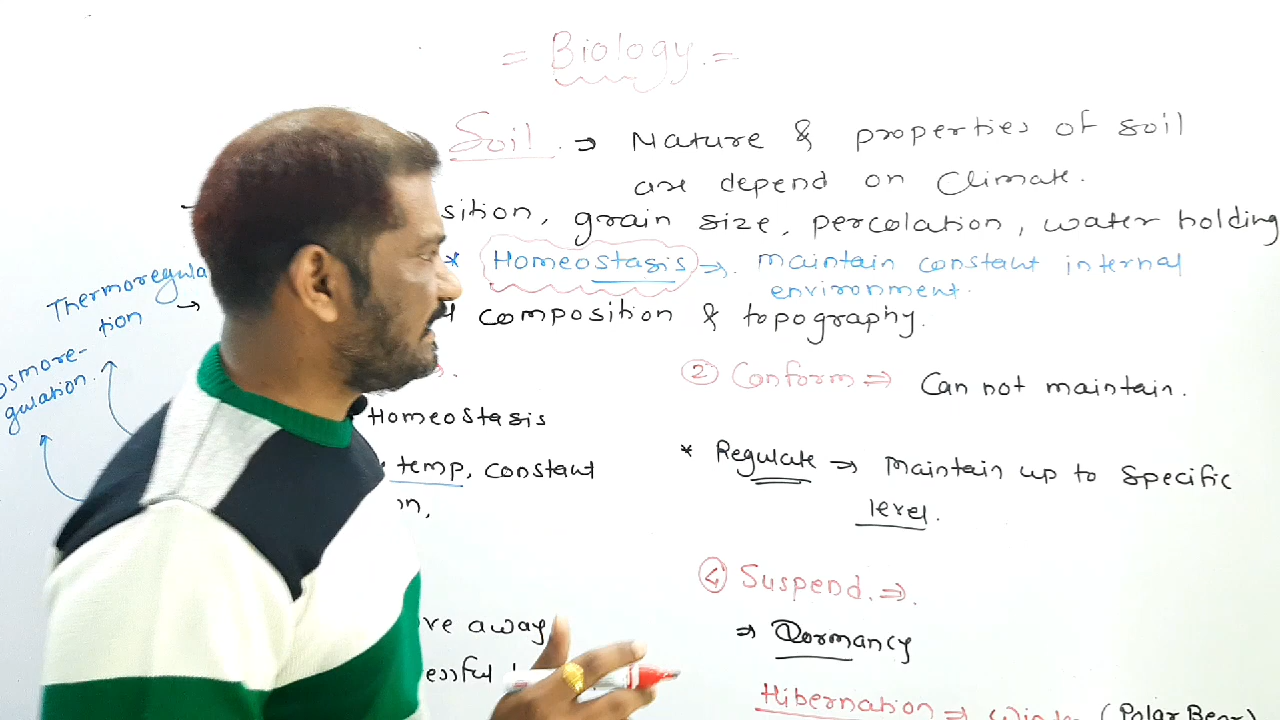 = Biology. =
Soil. → Nature & properties of soil
are depend on Climate.
sition, grain size, percolation, water holding
* Homeostasis → maintain constant internal
environment.
composition & topography.
Thermoregula
tion →
osmore-
gulation.
② Conform ⇒ Can not maintain.
Homeostasis
temp, constant
* Regulate ⇒ Maintain up to specific
level.
④ Suspend. ⇒.
⇒ Dormancy
ve away
essful
Hibernation ⇒ (Polar Bear)